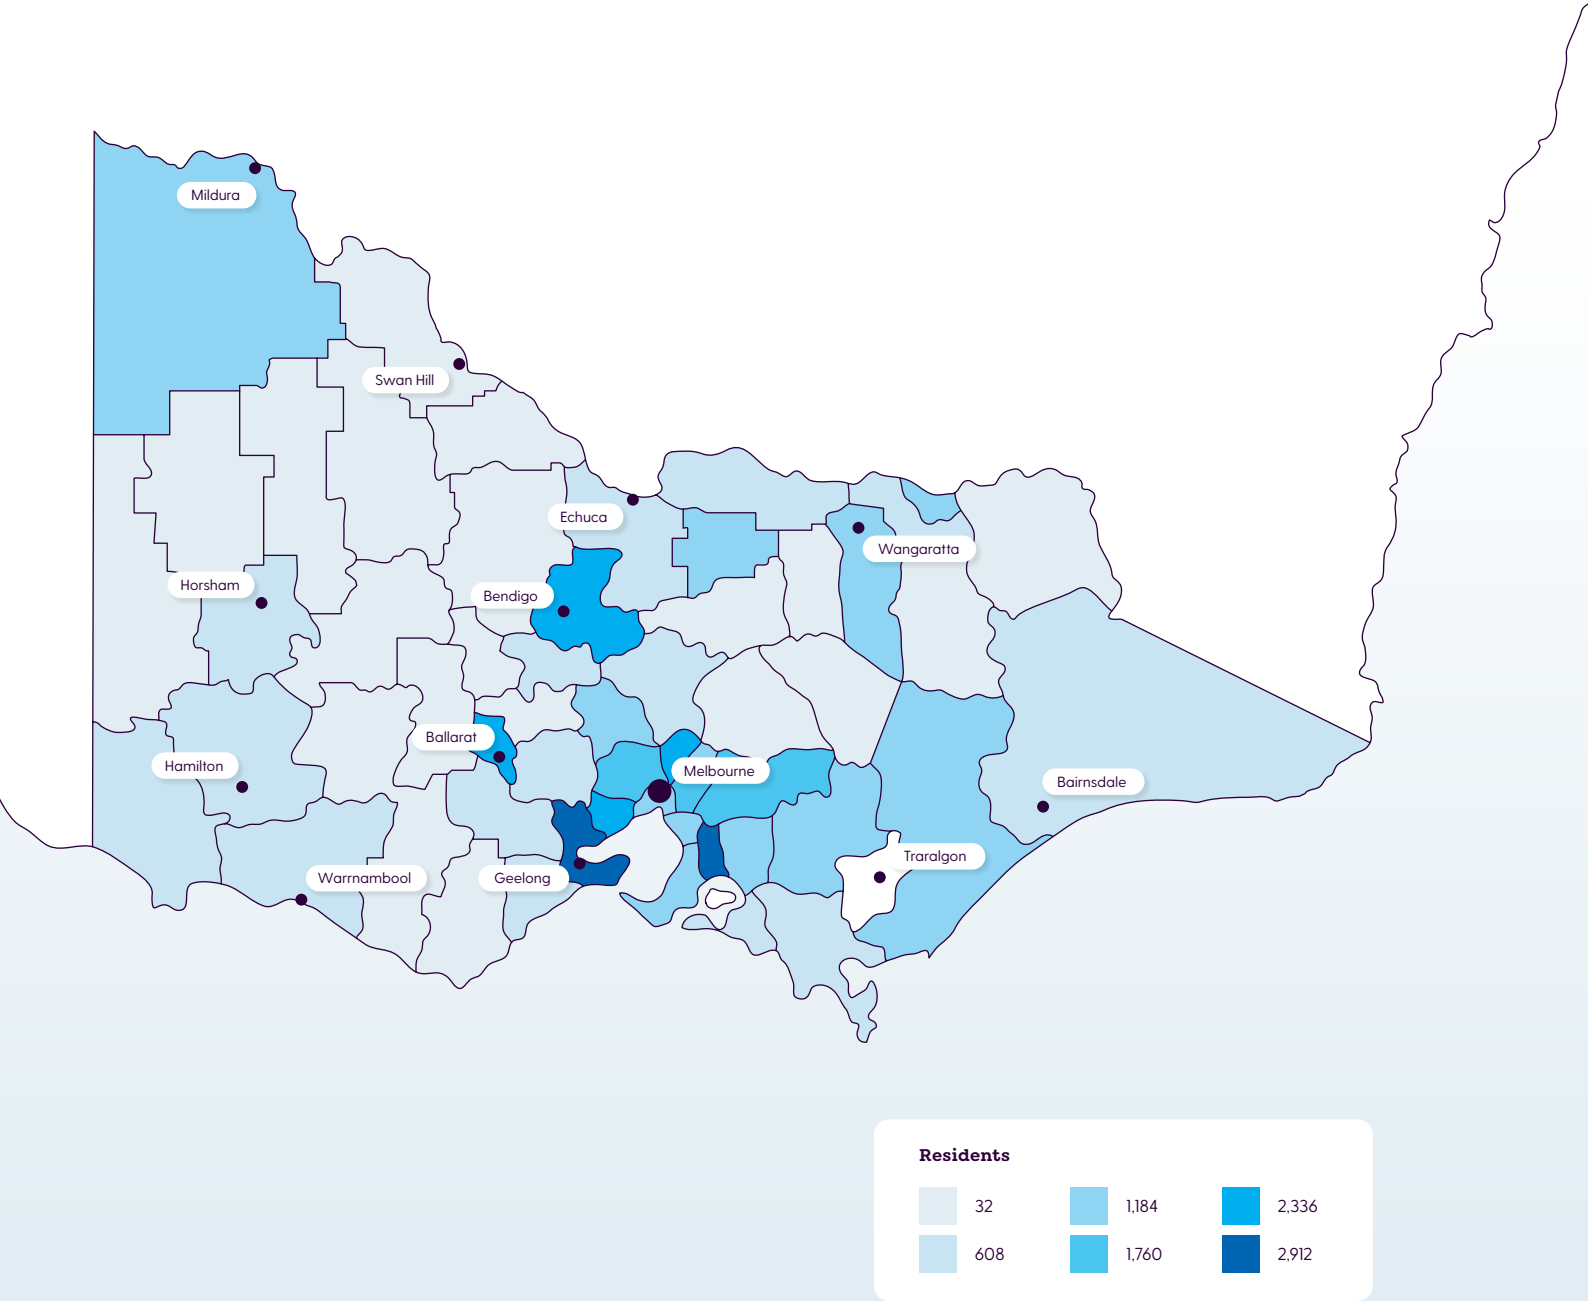 Mildura
Swan Hill
Echuca
Wangaratta
Horsham
Bendigo
Ballarat
Hamilton
Melbourne
Bairnsdale
Traralgon
Warrnambool
Geelong
Residents
32
1,184
2,336
608
1,760
2,912